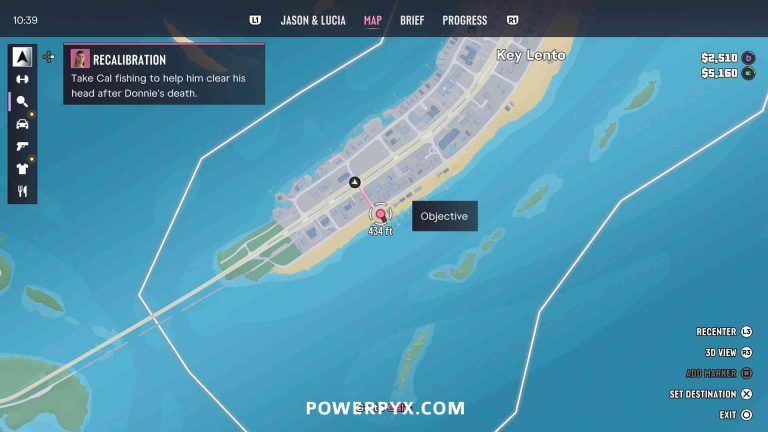 10:39
L1
JASON & LUCIA
MAP
BRIEF
PROGRESS
R1
RECALIBRATION
Take Cal fishing to help him clear his
head after Donnie's death.
Key Lento
$2,510
$5,160
Objective
434 ft
RECENTER L3
3D VIEW R3
ADD MARKER
SET DESTINATION
EXIT
POWERPYX.COM